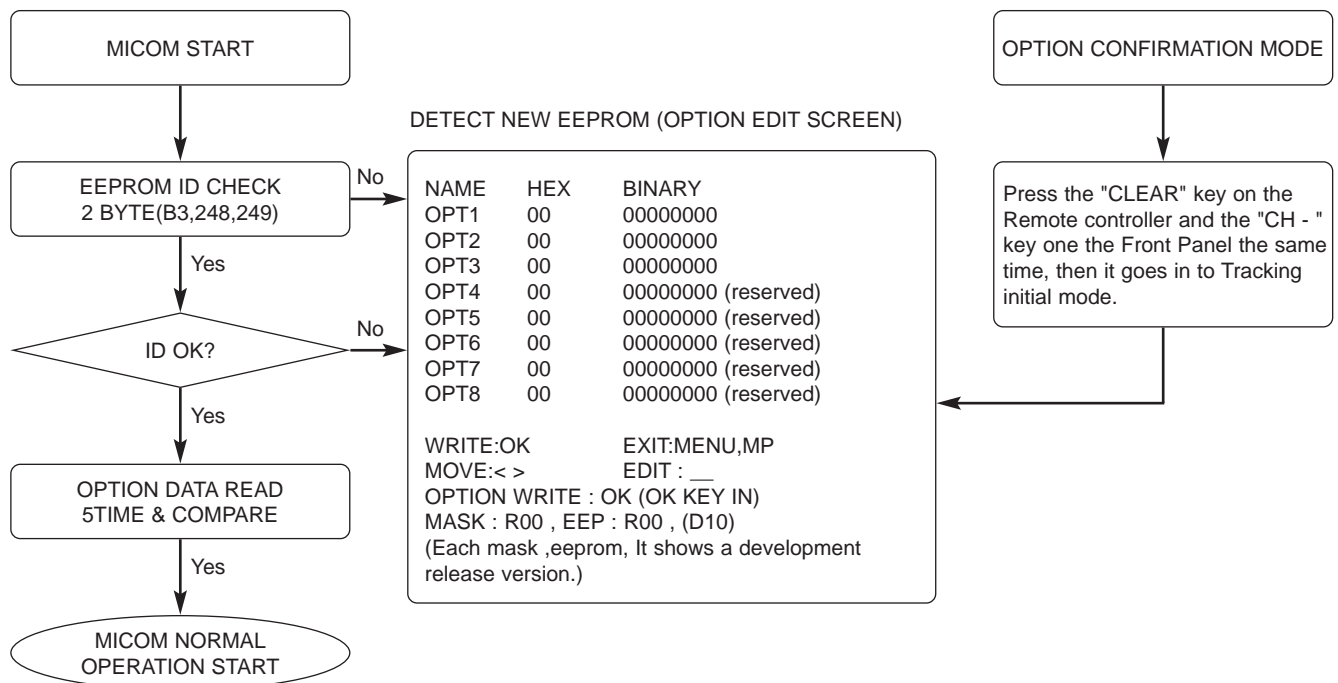 MICOM START
EEPROM ID CHECK
2 BYTE(B3,248,249)
No
Yes
ID OK?
No
Yes
OPTION DATA READ
5TIME & COMPARE
Yes
MICOM NORMAL
OPERATION START
DETECT NEW EEPROM (OPTION EDIT SCREEN)
NAME HEX BINARY
OPT1 00 00000000
OPT2 00 00000000
OPT3 00 00000000
OPT4 00 00000000 (reserved)
OPT5 00 00000000 (reserved)
OPT6 00 00000000 (reserved)
OPT7 00 00000000 (reserved)
OPT8 00 00000000 (reserved)
WRITE:OK EXIT:MENU,MP
MOVE:< > EDIT : __
OPTION WRITE : OK (OK KEY IN)
MASK : R00 , EEP : R00 , (D10)
(Each mask ,eeprom, It shows a development
release version.)
OPTION CONFIRMATION MODE
Press the "CLEAR" key on the
Remote controller and the "CH - "
key one the Front Panel the same
time, then it goes in to Tracking
initial mode.